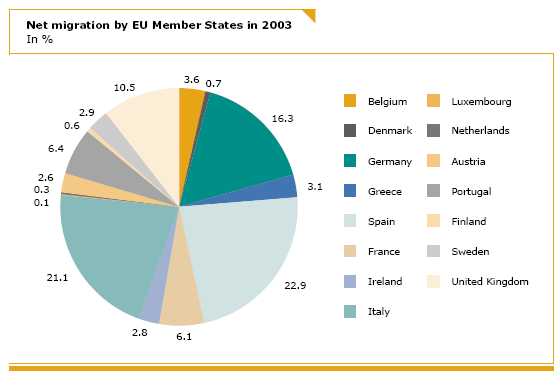 Net migration by EU Member States in 2003
In %
3.6
0.7
16.3
3.1
22.9
6.1
2.8
21.1
0.1
0.3
2.6
6.4
0.6
2.9
10.5
Belgium
Denmark
Germany
Greece
Spain
France
Ireland
Italy
Luxembourg
Netherlands
Austria
Portugal
Finland
Sweden
United Kingdom